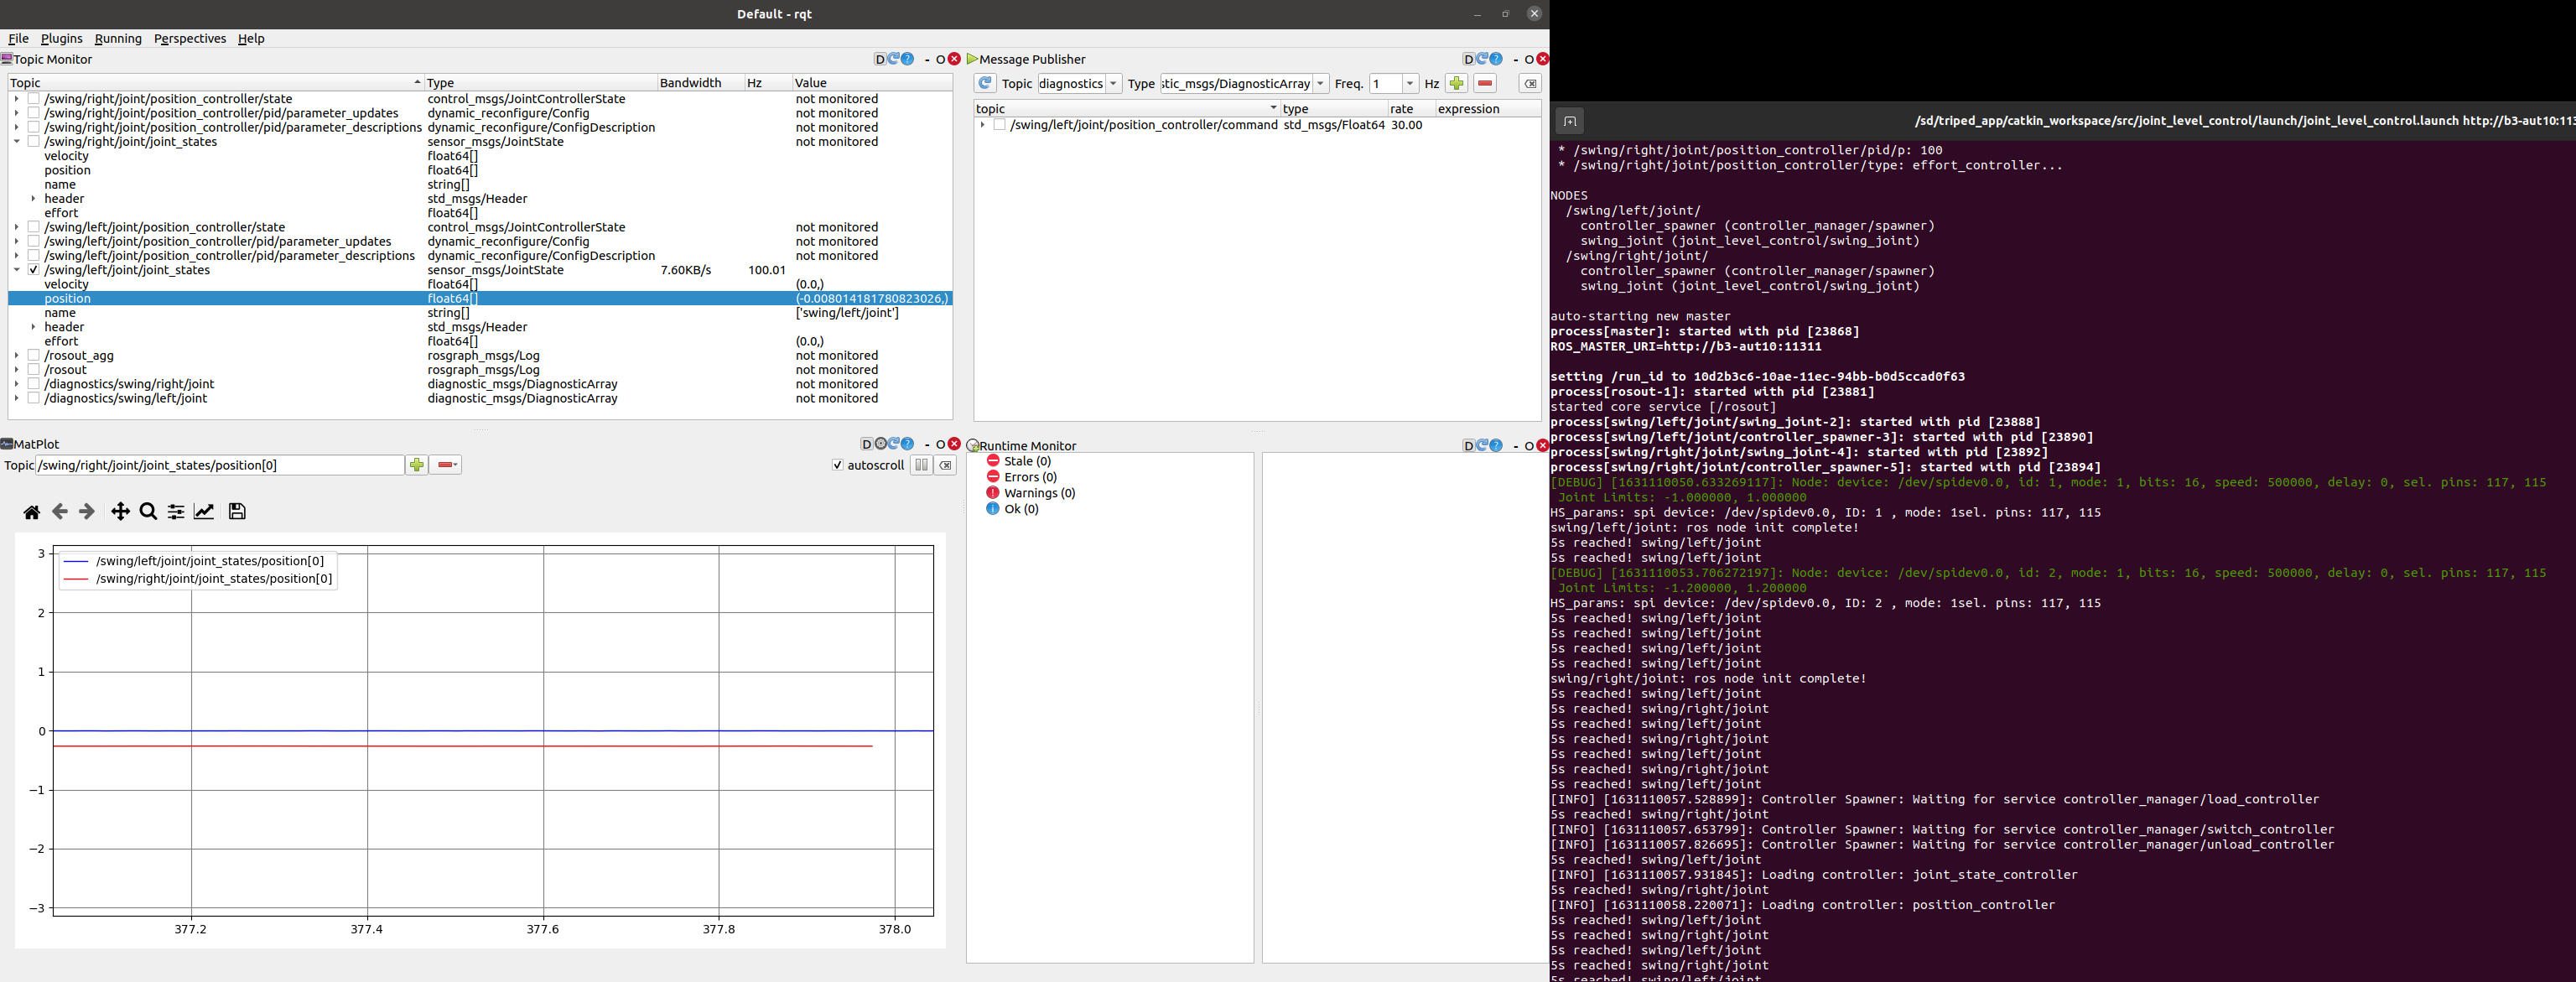 Default - rqt
File Plugins Running Perspectives Help
Topic Monitor
Topic Type Bandwidth Hz Value
/swing/right/joint/position_controller/state control_msgs/JointControllerState not monitored
/swing/right/joint/position_controller/pid/parameter_updates dynamic_reconfigure/Config not monitored
/swing/right/joint/position_controller/pid/parameter_descriptions dynamic_reconfigure/ConfigDescription not monitored
/swing/right/joint/joint_states sensor_msgs/JointState not monitored
velocity float64[]
position float64[]
name string[]
header std_msgs/Header
effort float64[]
/swing/left/joint/position_controller/state control_msgs/JointControllerState not monitored
/swing/left/joint/position_controller/pid/parameter_updates dynamic_reconfigure/Config not monitored
/swing/left/joint/position_controller/pid/parameter_descriptions dynamic_reconfigure/ConfigDescription not monitored
/swing/left/joint/joint_states sensor_msgs/JointState 7.60KB/s 100.01
velocity float64[] (0.0,)
position float64[] (-0.008014181780823026,)
name string[] ['swing/left/joint']
header std_msgs/Header
effort float64[] (0.0,)
/rosout_agg rosgraph_msgs/Log not monitored
/rosout rosgraph_msgs/Log not monitored
/diagnostics/swing/right/joint diagnostic_msgs/DiagnosticArray not monitored
/diagnostics/swing/left/joint diagnostic_msgs/DiagnosticArray not monitored
D - O
Message Publisher
D - O
Topic diagnostics Type stic_msgs/DiagnosticArray Freq. 1 Hz
topic type rate expression
/swing/left/joint/position_controller/command std_msgs/Float64 30.00
MatPlot
D - O
Topic /swing/right/joint/joint_states/position[0] autoscroll
/swing/left/joint/joint_states/position[0]
/swing/right/joint/joint_states/position[0]
3
2
1
0
−1
−2
−3
377.2 377.4 377.6 377.8 378.0
Runtime Monitor
D - O
Stale (0)
Errors (0)
Warnings (0)
Ok (0)
/sd/triped_app/catkin_workspace/src/joint_level_control/launch/joint_level_control.launch http://b3-aut10:113
* /swing/right/joint/position_controller/pid/p: 100
* /swing/right/joint/position_controller/type: effort_controller...
NODES
/swing/left/joint/
controller_spawner (controller_manager/spawner)
swing_joint (joint_level_control/swing_joint)
/swing/right/joint/
controller_spawner (controller_manager/spawner)
swing_joint (joint_level_control/swing_joint)
auto-starting new master
process[master]: started with pid [23868]
ROS_MASTER_URI=http://b3-aut10:11311
setting /run_id to 10d2b3c6-10ae-11ec-94bb-b0d5ccad0f63
process[rosout-1]: started with pid [23881]
started core service [/rosout]
process[swing/left/joint/swing_joint-2]: started with pid [23888]
process[swing/left/joint/controller_spawner-3]: started with pid [23890]
process[swing/right/joint/swing_joint-4]: started with pid [23892]
process[swing/right/joint/controller_spawner-5]: started with pid [23894]
[DEBUG] [1631110050.633269117]: Node: device: /dev/spidev0.0, id: 1, mode: 1, bits: 16, speed: 500000, delay: 0, sel. pins: 117, 115
Joint Limits: -1.000000, 1.000000
HS_params: spi device: /dev/spidev0.0, ID: 1 , mode: 1sel. pins: 117, 115
swing/left/joint: ros node init complete!
5s reached! swing/left/joint
5s reached! swing/left/joint
[DEBUG] [1631110053.706272197]: Node: device: /dev/spidev0.0, id: 2, mode: 1, bits: 16, speed: 500000, delay: 0, sel. pins: 117, 115
Joint Limits: -1.200000, 1.200000
HS_params: spi device: /dev/spidev0.0, ID: 2 , mode: 1sel. pins: 117, 115
5s reached! swing/left/joint
5s reached! swing/left/joint
5s reached! swing/left/joint
5s reached! swing/left/joint
swing/right/joint: ros node init complete!
5s reached! swing/left/joint
5s reached! swing/right/joint
5s reached! swing/left/joint
5s reached! swing/right/joint
5s reached! swing/left/joint
5s reached! swing/right/joint
5s reached! swing/left/joint
[INFO] [1631110057.528899]: Controller Spawner: Waiting for service controller_manager/load_controller
5s reached! swing/right/joint
[INFO] [1631110057.653799]: Controller Spawner: Waiting for service controller_manager/switch_controller
[INFO] [1631110057.826695]: Controller Spawner: Waiting for service controller_manager/unload_controller
5s reached! swing/left/joint
[INFO] [1631110057.931845]: Loading controller: joint_state_controller
5s reached! swing/right/joint
[INFO] [1631110058.220071]: Loading controller: position_controller
5s reached! swing/left/joint
5s reached! swing/right/joint
5s reached! swing/left/joint
5s reached! swing/right/joint
5s reached! swing/left/joint